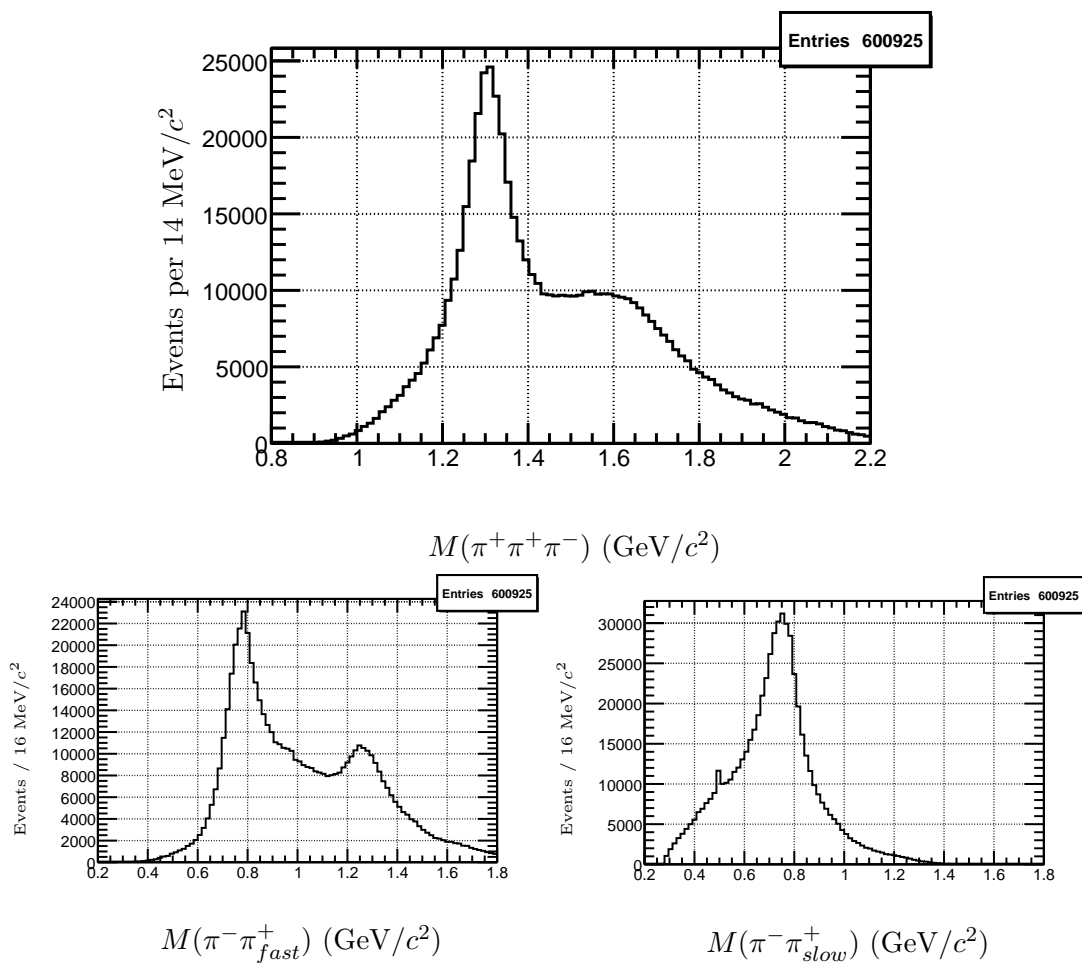 Entries 600925
Events per 14 MeV/c²
25000
20000
15000
10000
5000
0
0.8 1 1.2 1.4 1.6 1.8 2 2.2
M(π⁺π⁺π⁻) (GeV/c²)
Entries 600925
Events / 16 MeV/c²
24000
22000
20000
18000
16000
14000
12000
10000
8000
6000
4000
2000
0
0.2 0.4 0.6 0.8 1 1.2 1.4 1.6 1.8
M(π⁻π⁺fast) (GeV/c²)
Entries 600925
Events / 16 MeV/c²
30000
25000
20000
15000
10000
5000
0
0.2 0.4 0.6 0.8 1 1.2 1.4 1.6 1.8
M(π⁻π⁺slow) (GeV/c²)